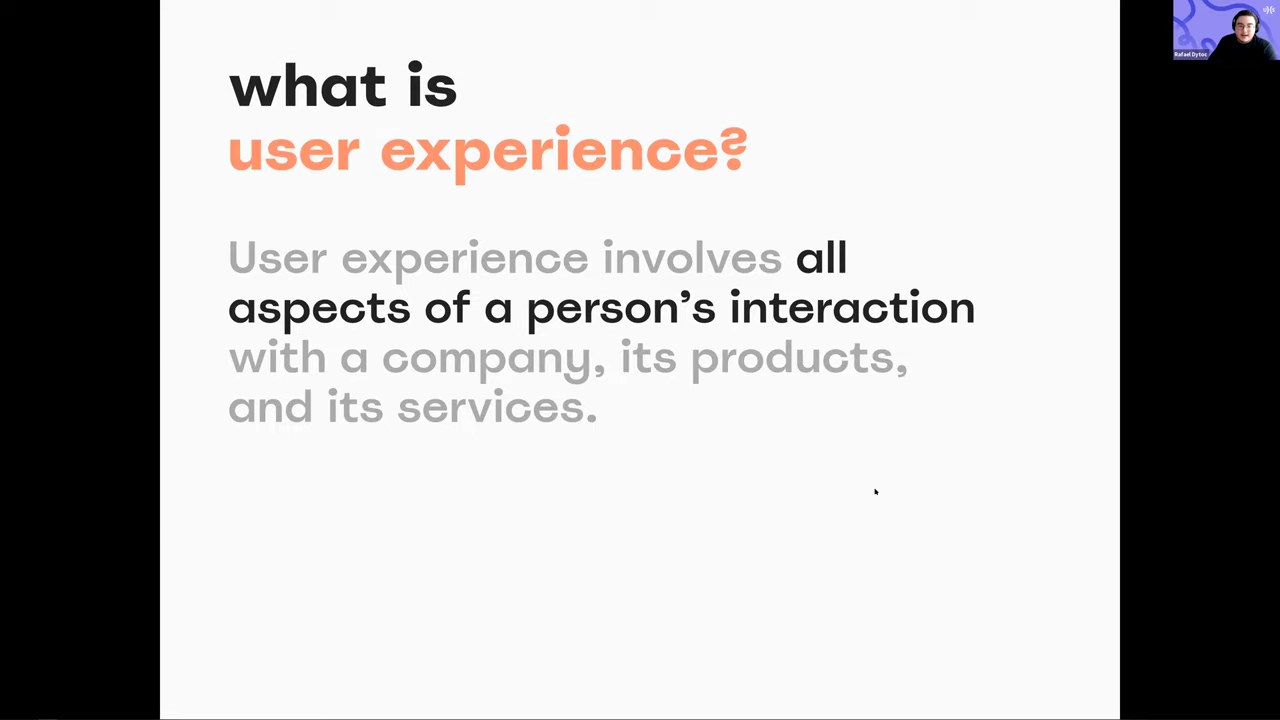 what is
user experience?
User experience involves all
aspects of a person’s interaction
with a company, its products,
and its services.
Rafael Dytoc